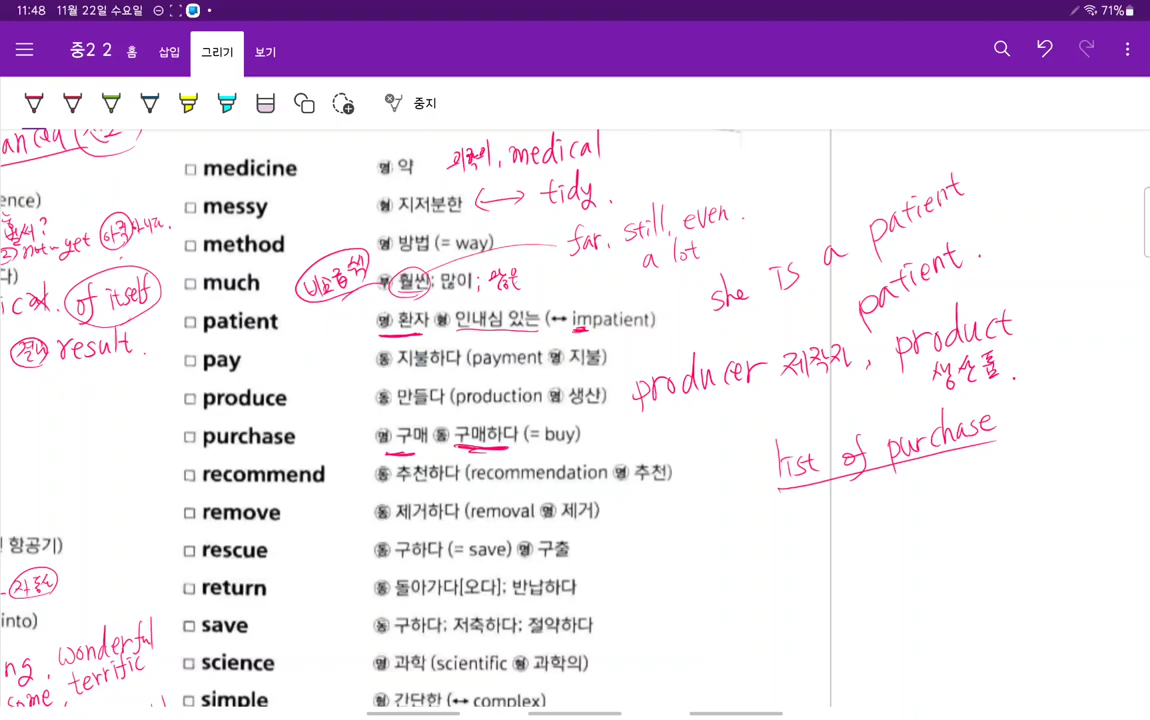 11:48 11월 22일 수요일
71%
중2 2 홈 삽입 그리기 보기
중지
medicine 명 약 medical
ence)
messy 형 지저분한 ↔ tidy.
② not~yet
method 명 방법 (= way)
far, still, even.
a lot
다)
much 부 훨씬; 많이; 많은
비교급 수식
of itself
she is a patient
patient.
patient 명 환자 형 인내심 있는 (↔ impatient)
result.
pay 동 지불하다 (payment 명 지불)
produce 동 만들다 (production 명 생산)
producer 제작자, product
생산품.
purchase 명 구매 동 구매하다 (= buy)
list of purchase
recommend 동 추천하다 (recommendation 명 추천)
remove 동 제거하다 (removal 명 제거)
항공기)
rescue 동 구하다 (= save) 명 구출
return 동 돌아가다[오다]; 반납하다
into)
save 동 구하다; 저축하다; 절약하다
ng, wonderful
science 명 과학 (scientific 형 과학의)
terrific
simple 형 간단한 (↔ complex)